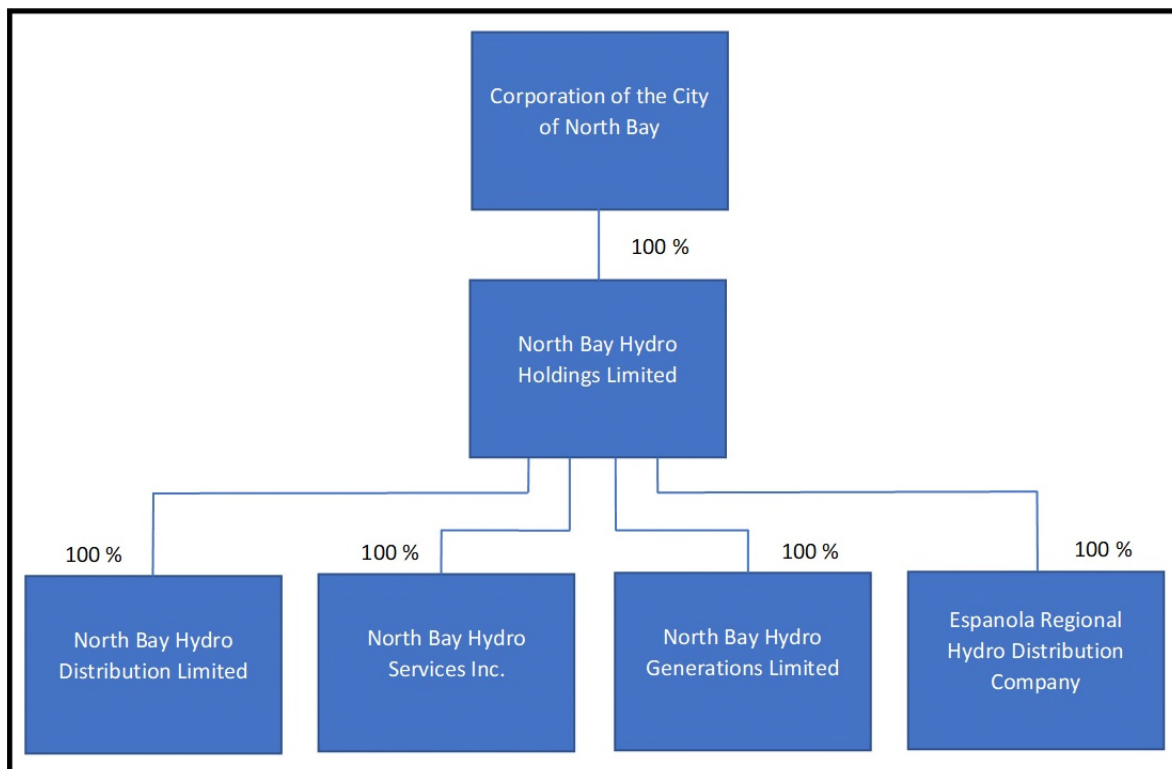 Corporation of the City
of North Bay
100 %
North Bay Hydro
Holdings Limited
100 %
100 %
100 %
100 %
North Bay Hydro
Distribution Limited
North Bay Hydro
Services Inc.
North Bay Hydro
Generations Limited
Espanola Regional
Hydro Distribution
Company